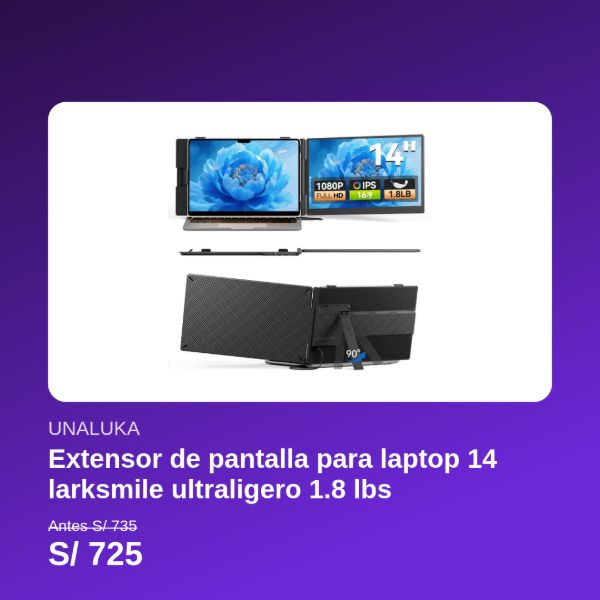 14"
1080P
FULL HD
IPS
16:9
1.8LB
90°
UNALUKA
Extensor de pantalla para laptop 14
larksmile ultraligero 1.8 lbs
Antes S/ 735
S/ 725